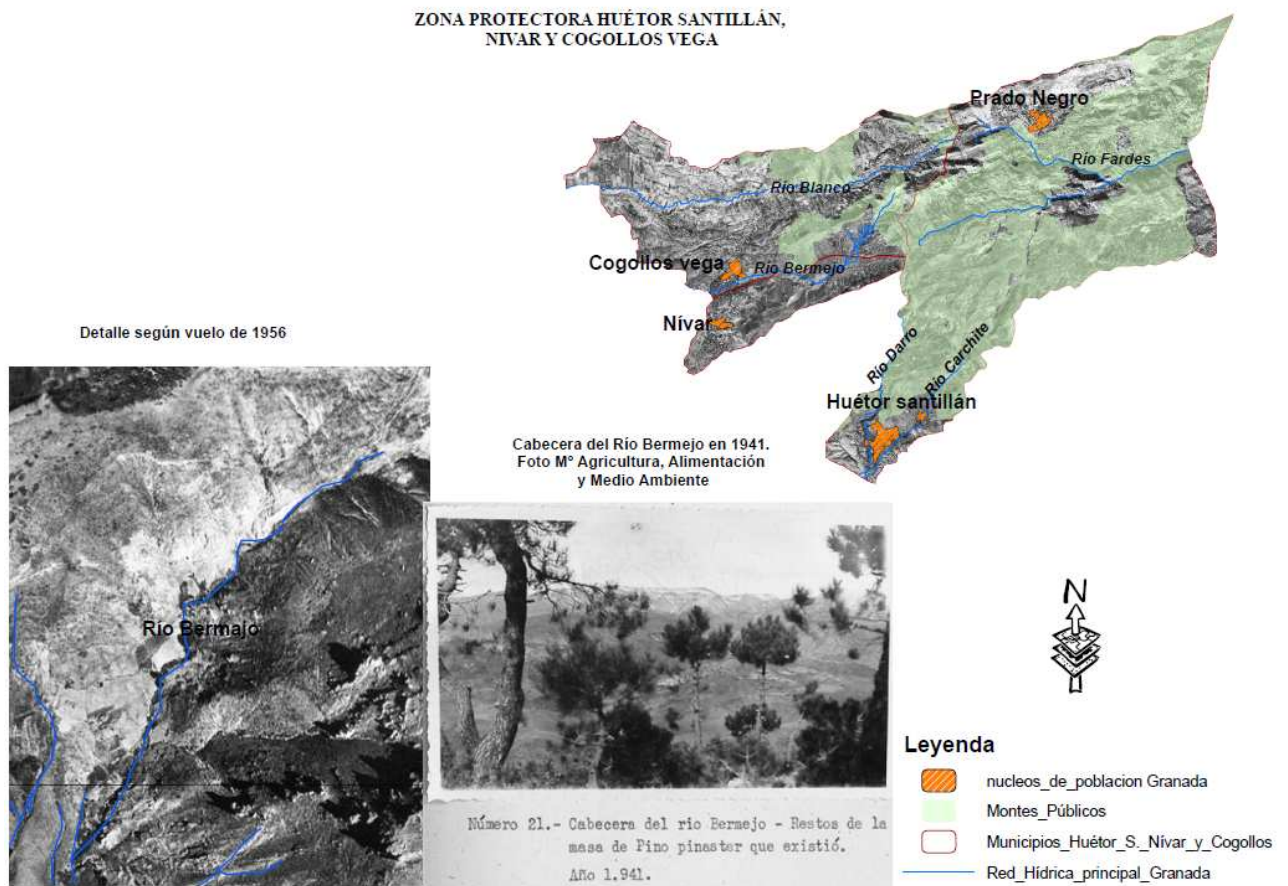 ZONA PROTECTORA HUÉTOR SANTILLÁN,
NIVAR Y COGOLLOS VEGA
Prado Negro
Río Fardes
Río Blanco
Cogollos vega
Río Bermejo
Nívar
Río Darro
Río Carchite
Huétor santillán
Detalle según vuelo de 1956
Río Bermajo
Cabecera del Río Bermejo en 1941.
Foto Mº Agricultura, Alimentación
y Medio Ambiente
Número 21.- Cabecera del rio Bermejo - Restos de la
masa de Pino pinaster que existió.
Año 1.941.
N
Leyenda
nucleos_de_poblacion Granada
Montes_Públicos
Municipios_Huétor_S._Nívar_y_Cogollos
Red_Hídrica_principal_Granada